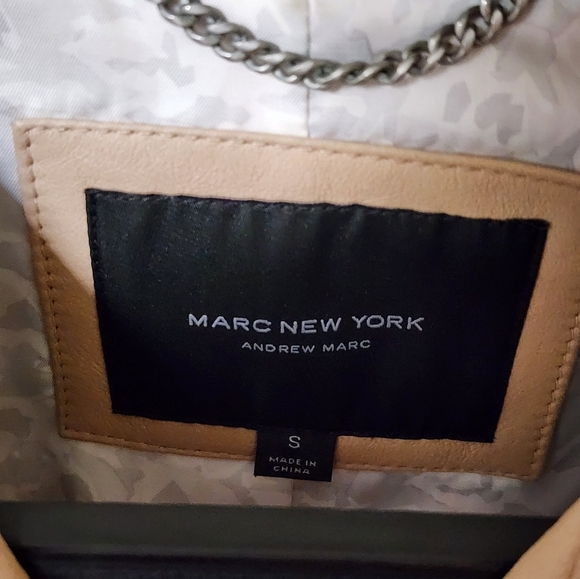 MARC NEW YORK
ANDREW MARC
S
MADE IN
CHINA